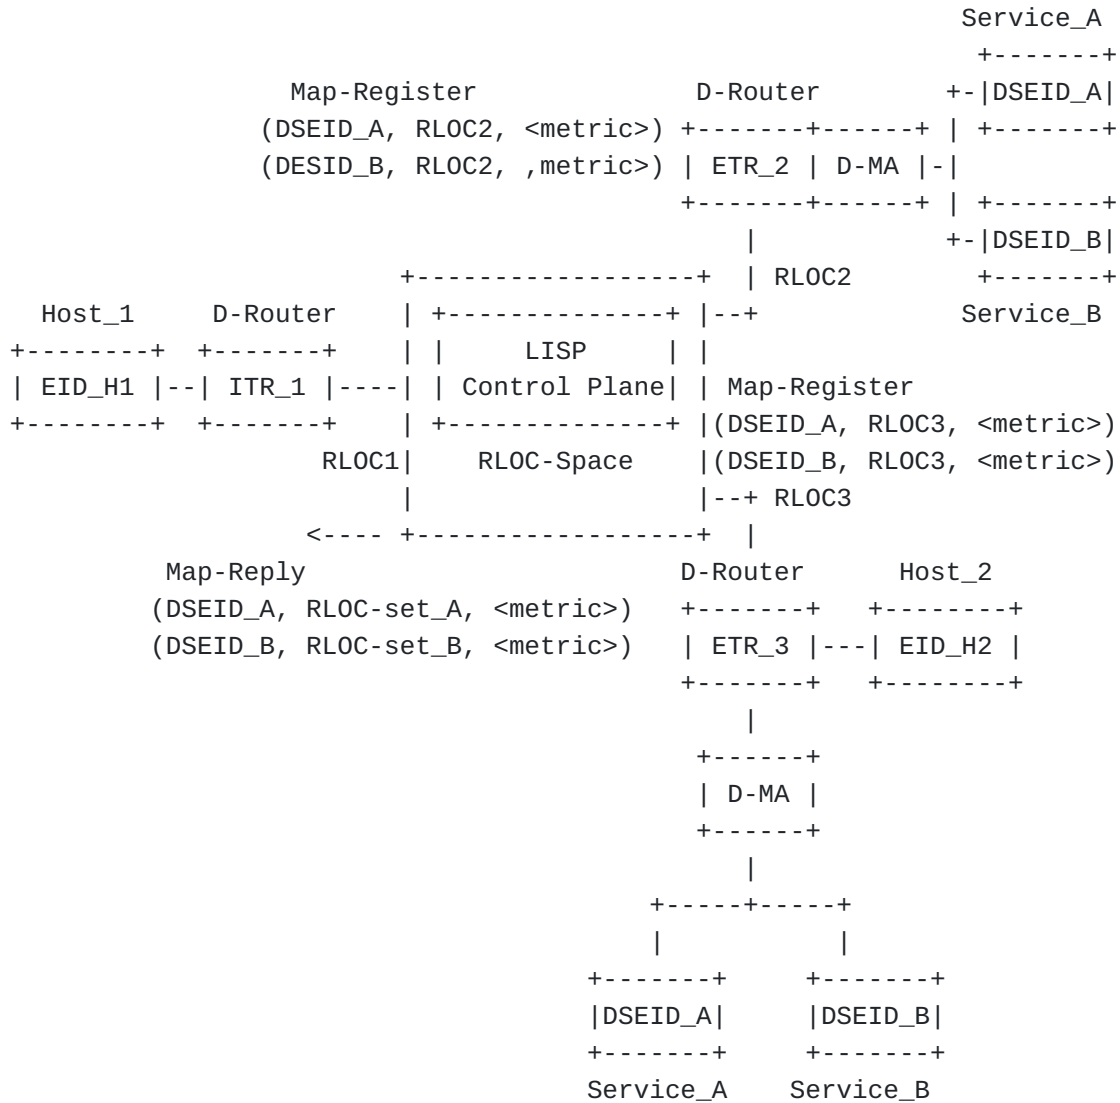 Service_A
+-------+
Map-Register D-Router +-|DSEID_A|
(DSEID_A, RLOC2, <metric>) +-------+------+ | +-------+
(DESID_B, RLOC2, ,metric>) | ETR_2 | D-MA |-|
+-------+------+ | +-------+
| +-|DSEID_B|
+------------------+ | RLOC2 +-------+
Host_1 D-Router | +--------------+ |--+ Service_B
+--------+ +-------+ | | LISP | |
| EID_H1 |--| ITR_1 |----| | Control Plane| | Map-Register
+--------+ +-------+ | +--------------+ |(DSEID_A, RLOC3, <metric>)
RLOC1| RLOC-Space |(DSEID_B, RLOC3, <metric>)
| |--+ RLOC3
<---- +------------------+ |
Map-Reply D-Router Host_2
(DSEID_A, RLOC-set_A, <metric>) +-------+ +--------+
(DSEID_B, RLOC-set_B, <metric>) | ETR_3 |---| EID_H2 |
+-------+ +--------+
|
+------+
| D-MA |
+------+
|
+-----+-----+
| |
+-------+ +-------+
|DSEID_A| |DSEID_B|
+-------+ +-------+
Service_A Service_B